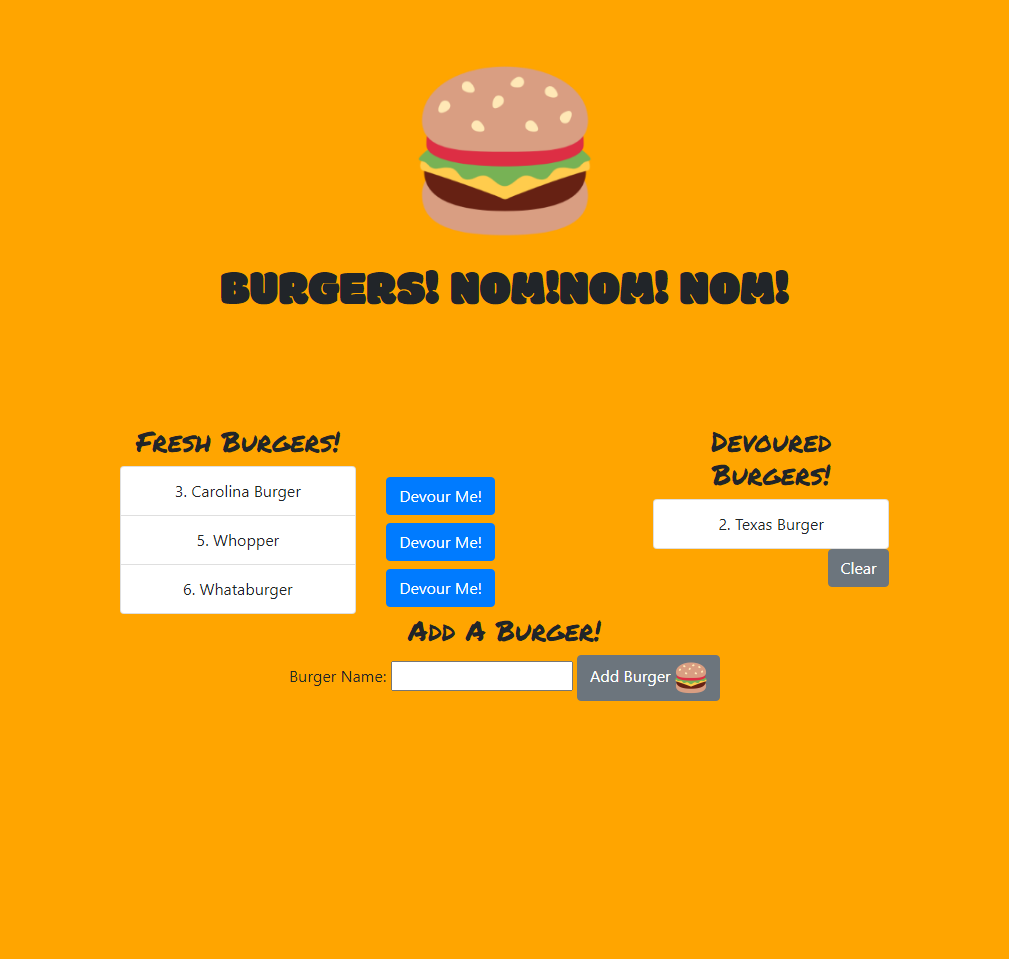 BURGERS! NOM!NOM! NOM!
Fresh Burgers!
3. Carolina Burger
Devour Me!
5. Whopper
Devour Me!
6. Whataburger
Devour Me!
Devoured
Burgers!
2. Texas Burger
Clear
Add A Burger!
Burger Name:
Add Burger